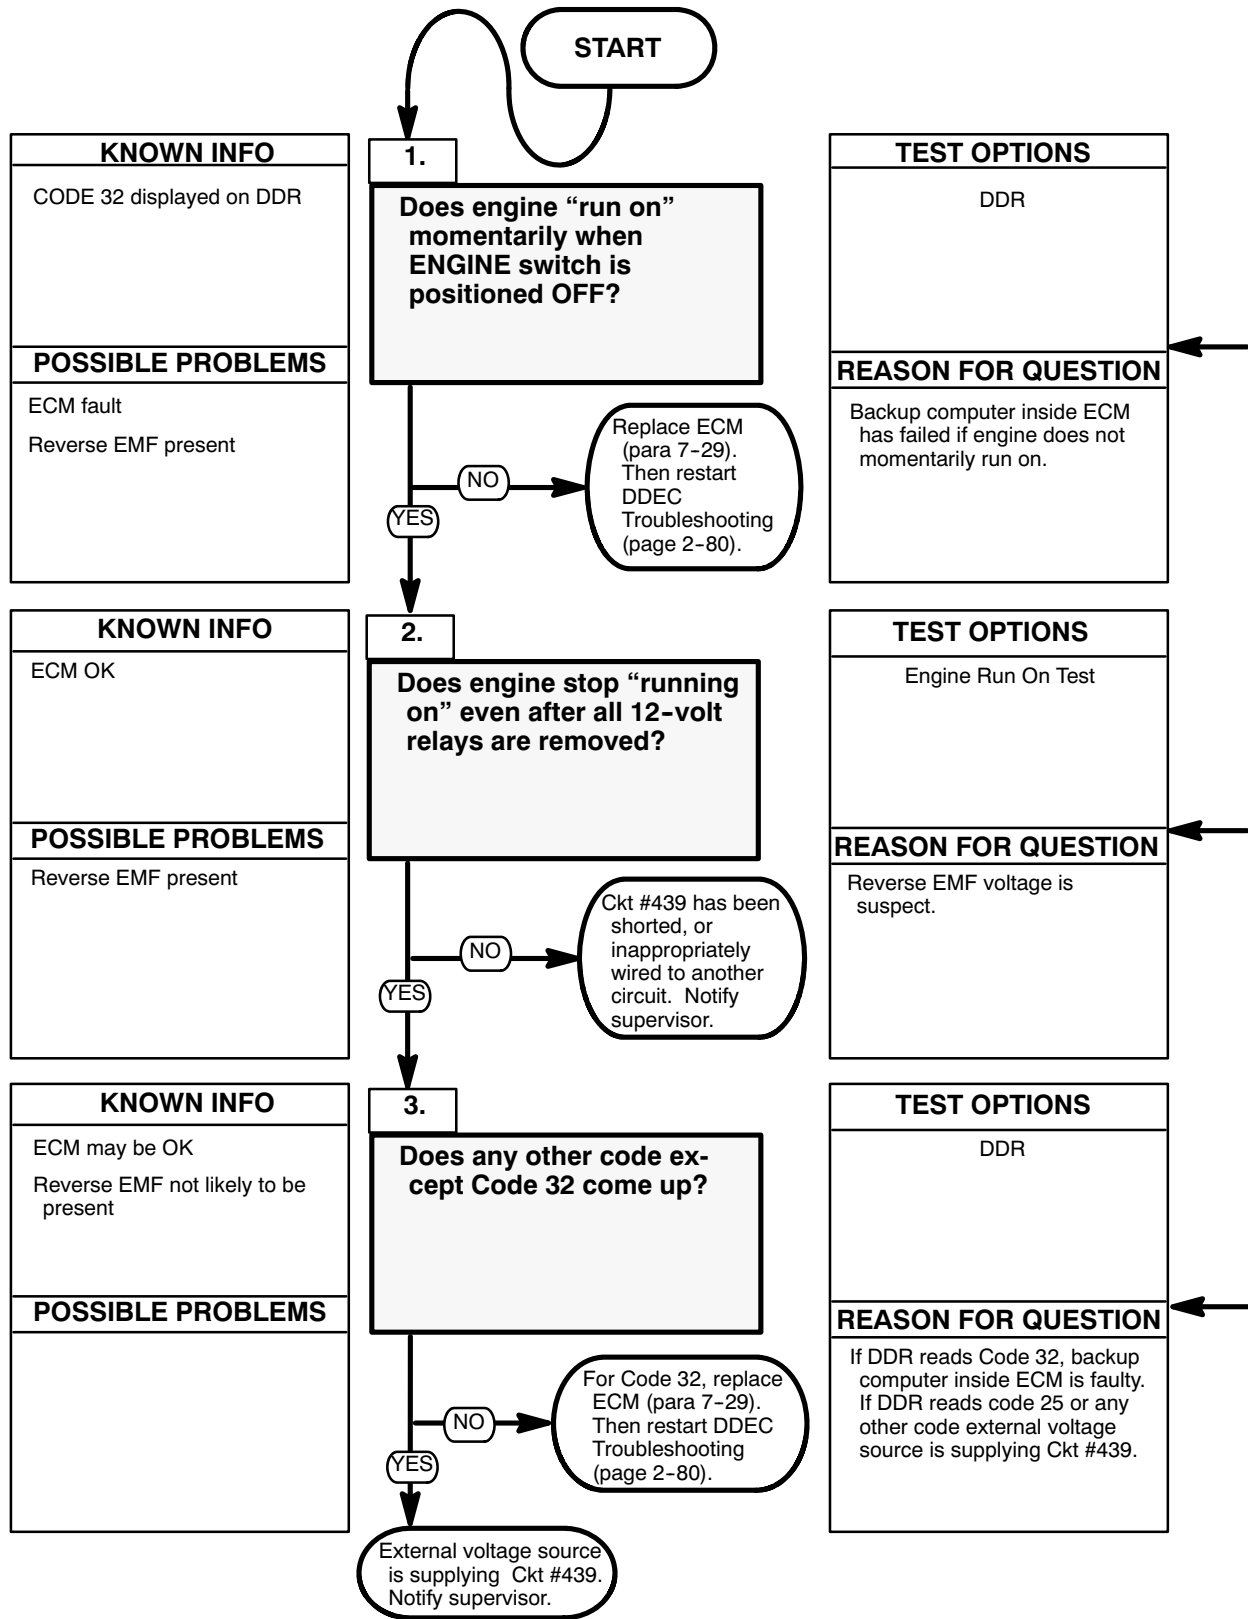 START
KNOWN INFO
CODE 32 displayed on DDR
POSSIBLE PROBLEMS
ECM fault
Reverse EMF present
1.
Does engine “run on”
momentarily when
ENGINE switch is
positioned OFF?
NO
YES
Replace ECM
(para 7-29).
Then restart
DDEC
Troubleshooting
(page 2-80).
TEST OPTIONS
DDR
REASON FOR QUESTION
Backup computer inside ECM
has failed if engine does not
momentarily run on.
KNOWN INFO
ECM OK
POSSIBLE PROBLEMS
Reverse EMF present
2.
Does engine stop “running
on” even after all 12-volt
relays are removed?
NO
YES
Ckt #439 has been
shorted, or
inappropriately
wired to another
circuit. Notify
supervisor.
TEST OPTIONS
Engine Run On Test
REASON FOR QUESTION
Reverse EMF voltage is
suspect.
KNOWN INFO
ECM may be OK
Reverse EMF not likely to be
present
POSSIBLE PROBLEMS
3.
Does any other code ex-
cept Code 32 come up?
NO
YES
For Code 32, replace
ECM (para 7-29).
Then restart DDEC
Troubleshooting
(page 2-80).
External voltage source
is supplying Ckt #439.
Notify supervisor.
TEST OPTIONS
DDR
REASON FOR QUESTION
If DDR reads Code 32, backup
computer inside ECM is faulty.
If DDR reads code 25 or any
other code external voltage
source is supplying Ckt #439.